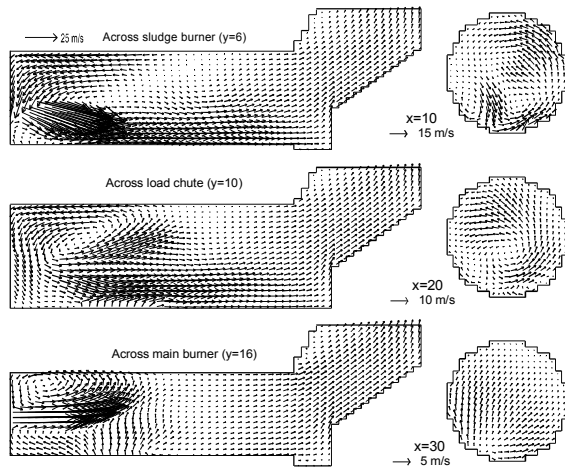 25 m/s
Across sludge burner (y=6)
x=10
15 m/s
Across load chute (y=10)
x=20
10 m/s
Across main burner (y=16)
x=30
5 m/s